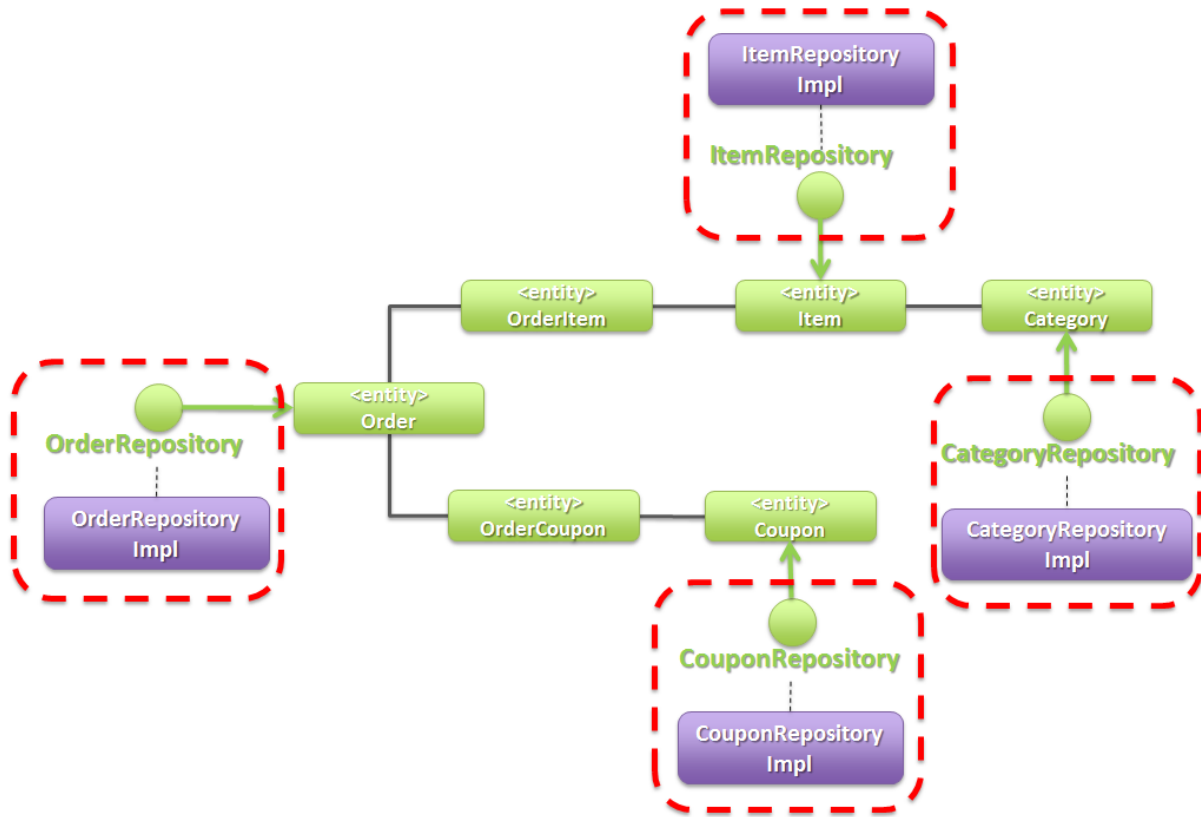 ItemRepository
Impl
ItemRepository
<entity>
OrderItem
<entity>
Item
<entity>
Category
<entity>
Order
OrderRepository
OrderRepository
Impl
CategoryRepository
CategoryRepository
Impl
<entity>
OrderCoupon
<entity>
Coupon
CouponRepository
CouponRepository
Impl